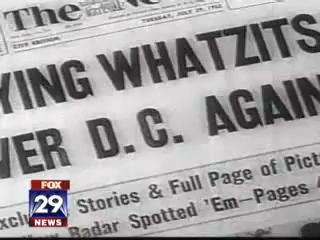 The
TUESDAY, JULY 29, 1952
YING WHATZITS
VER D.C. AGAIN
Stories & Full Page of Pict
Radar Spotted 'Em—Pages
FOX
29
NEWS